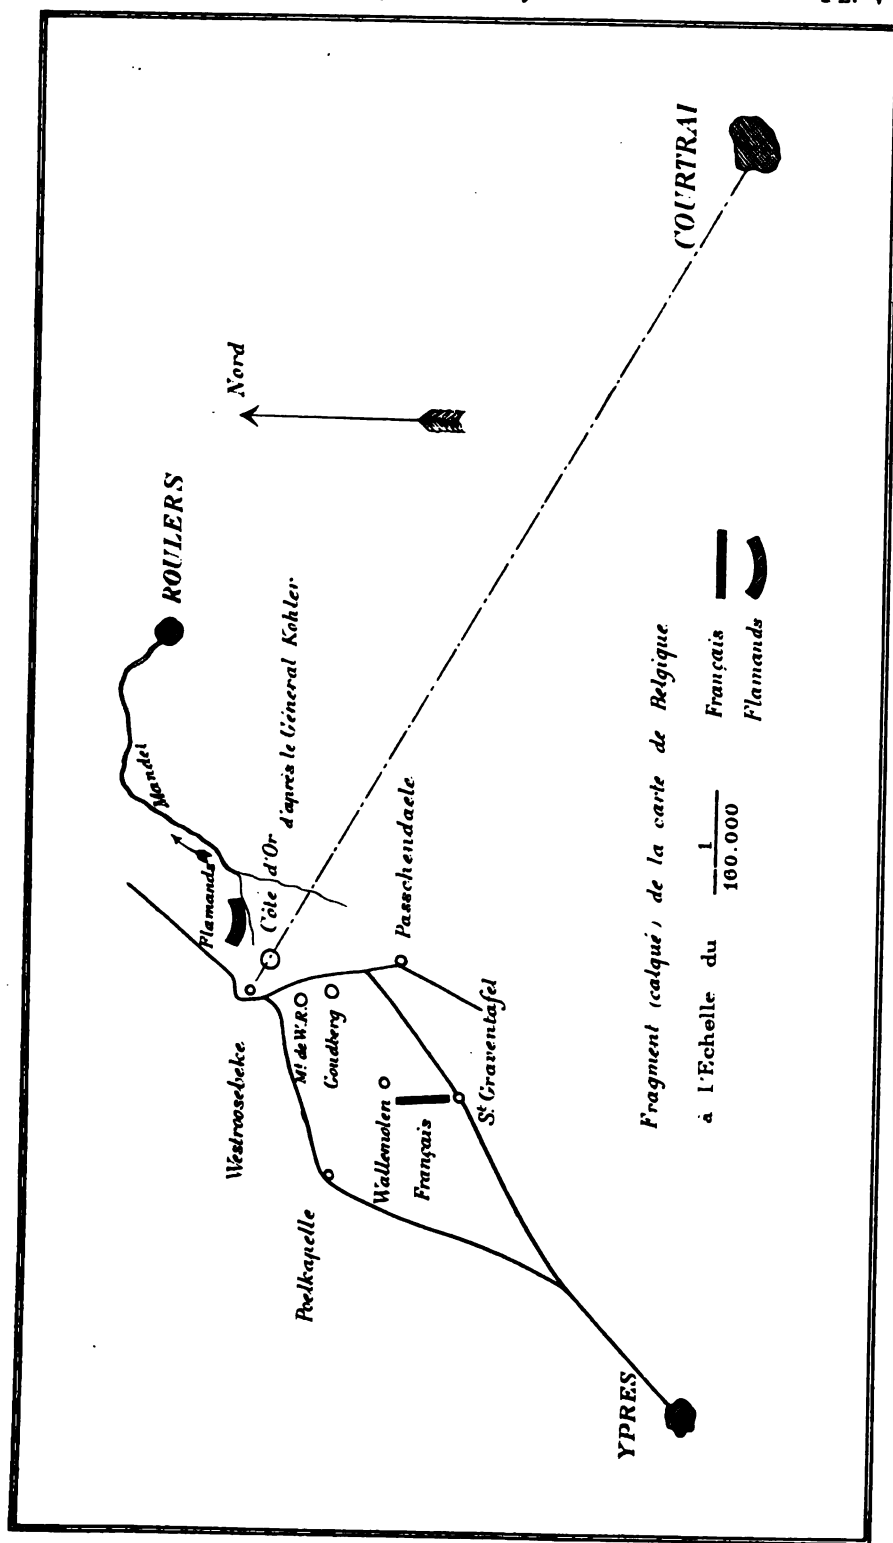 COURTRAI
Nord
ROULERS
Mandel
Flamands
Côte d'Or
d'après le Général Kohler
Passchendaele
Westroosebeke
Mt. de W.R.
Goudberg
Wallemolen
Français
St Graventafel
Poelkapelle
YPRES
Fragment (calqué) de la carte de Belgique
à l'Echelle du 1
160.000
Français
Flamands